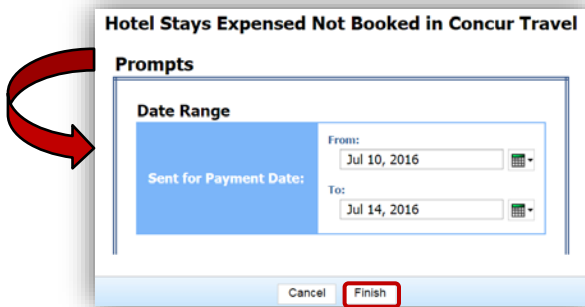 Hotel Stays Expensed Not Booked in Concur Travel
Prompts
Date Range
Sent for Payment Date:
From:
Jul 10, 2016
To:
Jul 14, 2016
Cancel
Finish